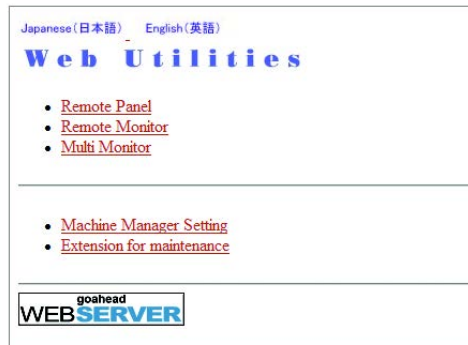 Japanese(日本語) English(英語)
Web Utilities
Remote Panel
Remote Monitor
Multi Monitor
Machine Manager Setting
Extension for maintenance
goahead
WEBSERVER